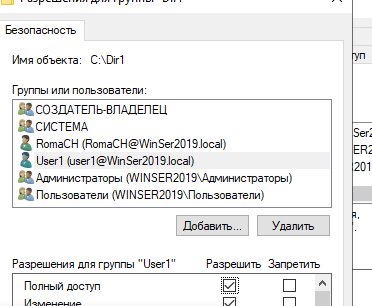 Разрешения для группы "Dir1"
Безопасность
Имя объекта: C:\Dir1
Группы или пользователи:
СОЗДАТЕЛЬ-ВЛАДЕЛЕЦ
СИСТЕМА
RomaCH (RomaCH@WinSer2019.local)
User1 (user1@WinSer2019.local)
Администраторы (WINSER2019\Администраторы)
Пользователи (WINSER2019\Пользователи)
Добавить... Удалить
Разрешения для группы "User1" Разрешить Запретить
Полный доступ
Изменение